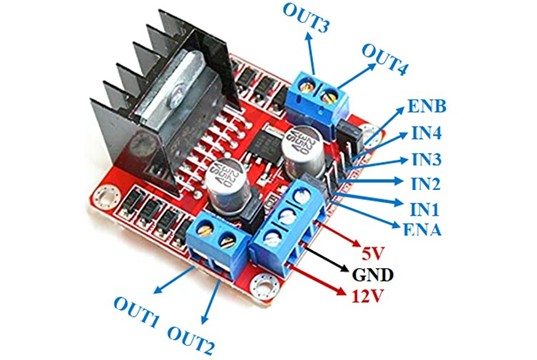 OUT3
OUT4
ENB
IN4
IN3
IN2
IN1
ENA
5V
GND
12V
OUT1 OUT2